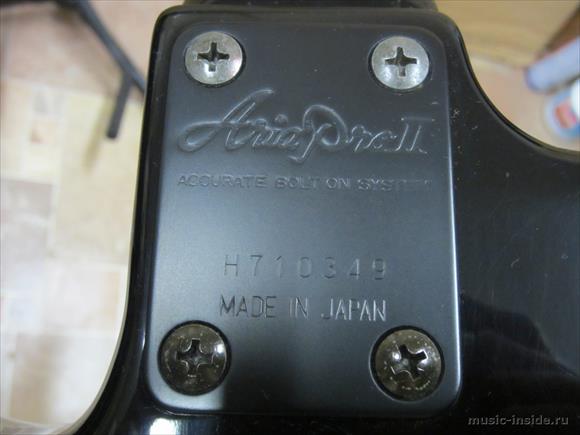 Aria Pro II
ACCURATE BOLT ON SYSTEM
H710349
MADE IN JAPAN
music-inside.ru